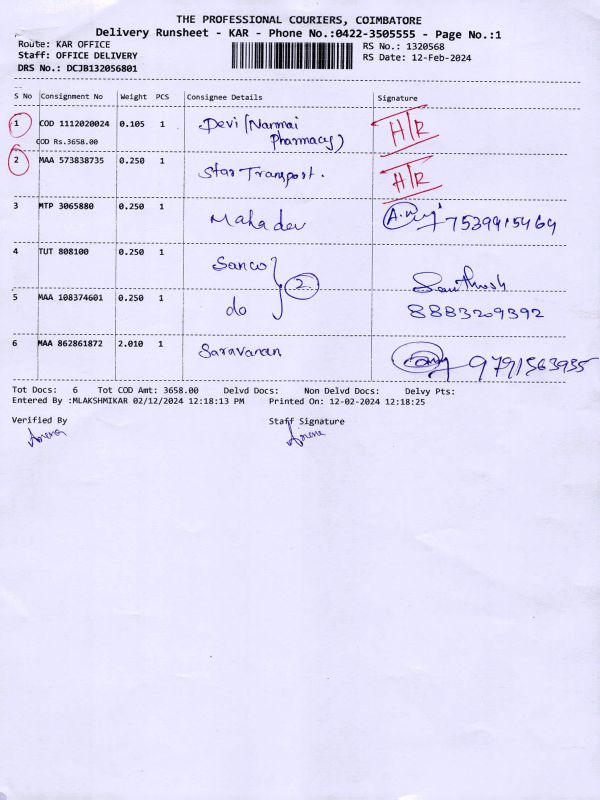 THE PROFESSIONAL COURIERS, COIMBATORE
Delivery Runsheet - KAR - Phone No.:0422-3505555 - Page No.:1
Route: KAR OFFICE
RS No.: 1320568
Staff: OFFICE DELIVERY
RS Date: 12-Feb-2024
DRS No.: DCJB132056801
S No Consignment No Weight PCS Consignee Details Signature
1 COD 1112020024 0.105 1 Devi (Narmai Pharmacy) H/R
COD Rs.3658.00
2 MAA 573838735 0.250 1 Star Transport. H/R
3 MTP 3065880 0.250 1 Mahadev 7539915469
4 TUT 808100 0.250 1 Sanco 2 Santhosh
5 MAA 108374601 0.250 1 do 8883209392
6 MAA 862861872 2.010 1 Saravanan 9791563935
Tot Docs: 6 Tot COD Amt: 3658.00 Delvd Docs: Non Delvd Docs: Delvy Pts:
Entered By :MLAKSHMIKAR 02/12/2024 12:18:13 PM Printed On: 12-02-2024 12:18:25
Verified By Staff Signature